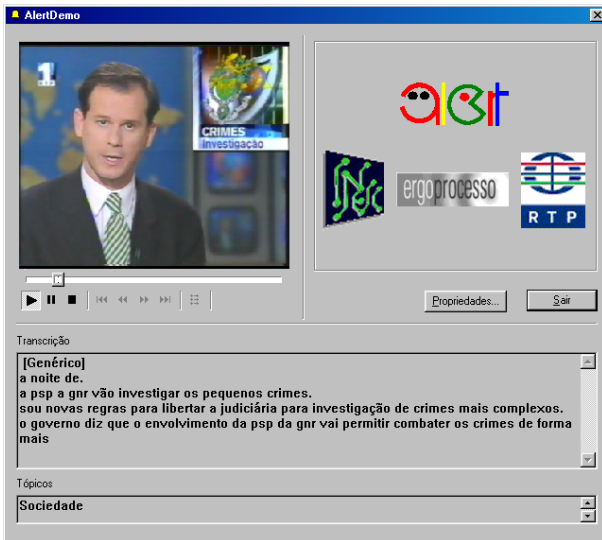 AlertDemo
1
CRIMES
Investigação
alert
inesc
ergoprocesso
RTP
Propriedades...
Sair
Transcrição
[Genérico]
a noite de.
a psp a gnr vão investigar os pequenos crimes.
sou novas regras para libertar a judiciária para investigação de crimes mais complexos.
o governo diz que o envolvimento da psp da gnr vai permitir combater os crimes de forma
mais
Tópicos
Sociedade